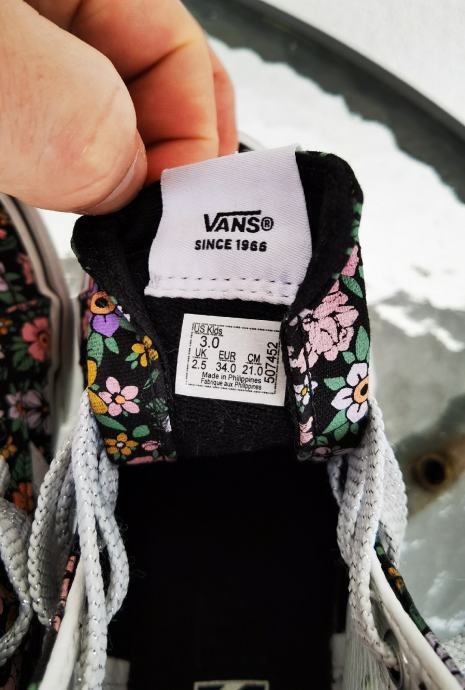 VANS®
SINCE 1966
US Kids
3.0
UK EUR CM
2.5 34.0 21.0
Made in Philippines
Fabrique aux Philippines
507452